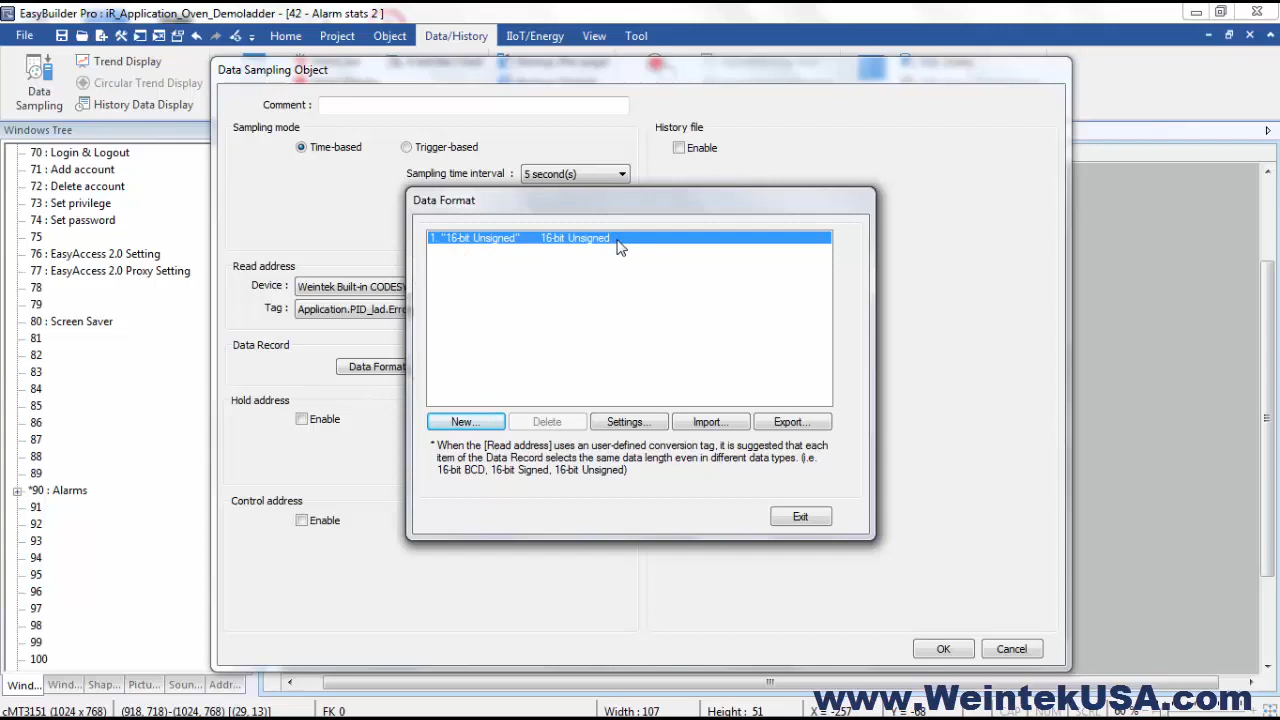 EasyBuilder Pro : iR_Application_Oven_Demoladder - [42 - Alarm stats 2 ]
File Home Project Object Data/History IIoT/Energy View Tool
Data Sampling
Trend Display
Circular Trend Display
History Data Display
Windows Tree
70 : Login & Logout
71 : Add account
72 : Delete account
73 : Set privilege
74 : Set password
75
76 : EasyAccess 2.0 Setting
77 : EasyAccess 2.0 Proxy Setting
78
79
80 : Screen Saver
81
82
83
84
85
86
87
88
89
*90 : Alarms
91
92
93
94
95
96
97
98
99
100
Wind... Wind... Shap... Pictu... Soun... Addr...
Data Sampling Object
Comment :
Sampling mode
Time-based Trigger-based
Sampling time interval : 5 second(s)
History file
Enable
Read address
Device : Weintek Built-in CODESY
Tag : Application.PID_lad.Erro
Data Record
Data Format
Hold address
Enable
Control address
Enable
OK Cancel
Data Format
1. "16-bit Unsigned" 16-bit Unsigned
New... Delete Settings... Import... Export...
* When the [Read address] uses an user-defined conversion tag, it is suggested that each
item of the Data Record selects the same data length even in different data types. (i.e.
16-bit BCD, 16-bit Signed, 16-bit Unsigned)
Exit
www.WeintekUSA.com
cMT3151 (1024 x 768) (918, 718)-(1024, 768) [(29, 13)] FK 0 Width : 107 Height : 51